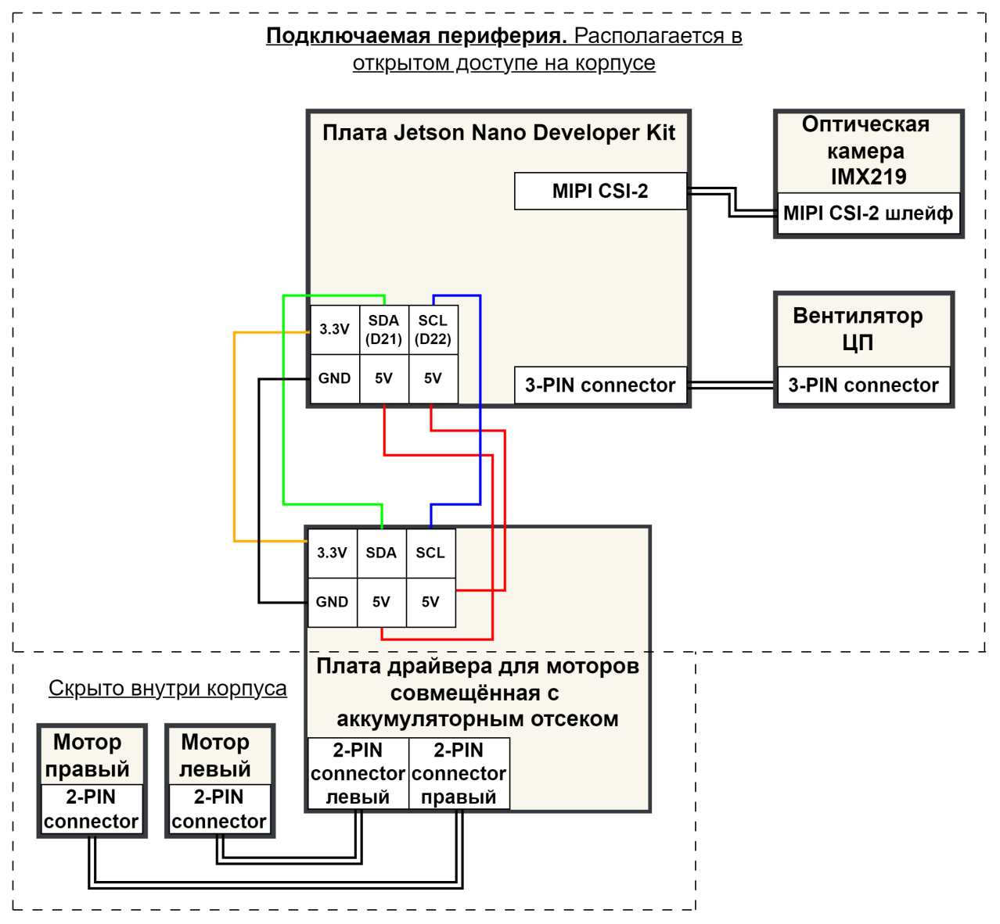 Подключаемая периферия. Располагается в
открытом доступе на корпусе
Плата Jetson Nano Developer Kit
MIPI CSI-2
Оптическая
камера
IMX219
MIPI CSI-2 шлейф
3.3V
SDA
(D21)
SCL
(D22)
GND
5V
5V
3-PIN connector
Вентилятор
ЦП
3-PIN connector
3.3V
SDA
SCL
GND
5V
5V
Плата драйвера для моторов
совмещённая с
аккумуляторным отсеком
2-PIN
connector
левый
2-PIN
connector
правый
Скрыто внутри корпуса
Мотор
правый
2-PIN
connector
Мотор
левый
2-PIN
connector